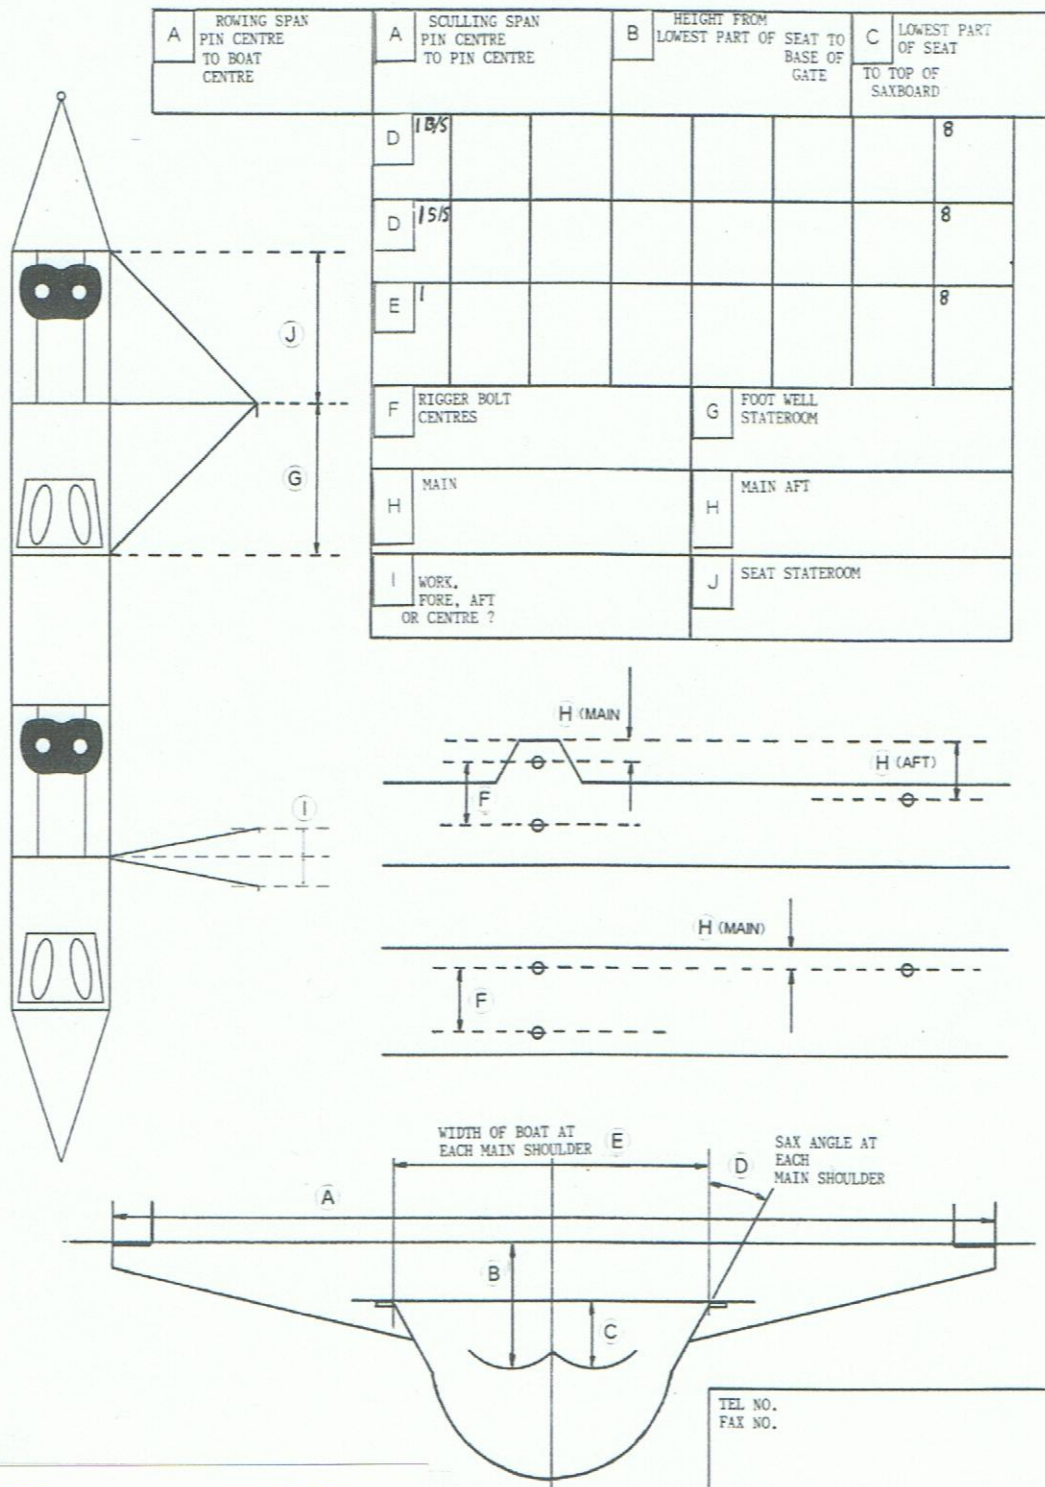 A ROWING SPAN
PIN CENTRE
TO BOAT
CENTRE
A SCULLING SPAN
PIN CENTRE
TO PIN CENTRE
B HEIGHT FROM
LOWEST PART OF SEAT TO
BASE OF
GATE
C LOWEST PART
OF SEAT
TO TOP OF
SAXBOARD
D 1 B/S 8
D 1 S/S 8
E 1 8
F RIGGER BOLT
CENTRES
G FOOT WELL
STATEROOM
H MAIN
H MAIN AFT
I WORK.
FORE, AFT
OR CENTRE ?
J SEAT STATEROOM
J
G
I
H (MAIN
H (AFT)
F
H (MAIN)
F
WIDTH OF BOAT AT
EACH MAIN SHOULDER E
SAX ANGLE AT
EACH
MAIN SHOULDER
D
A
B
C
TEL NO.
FAX NO.